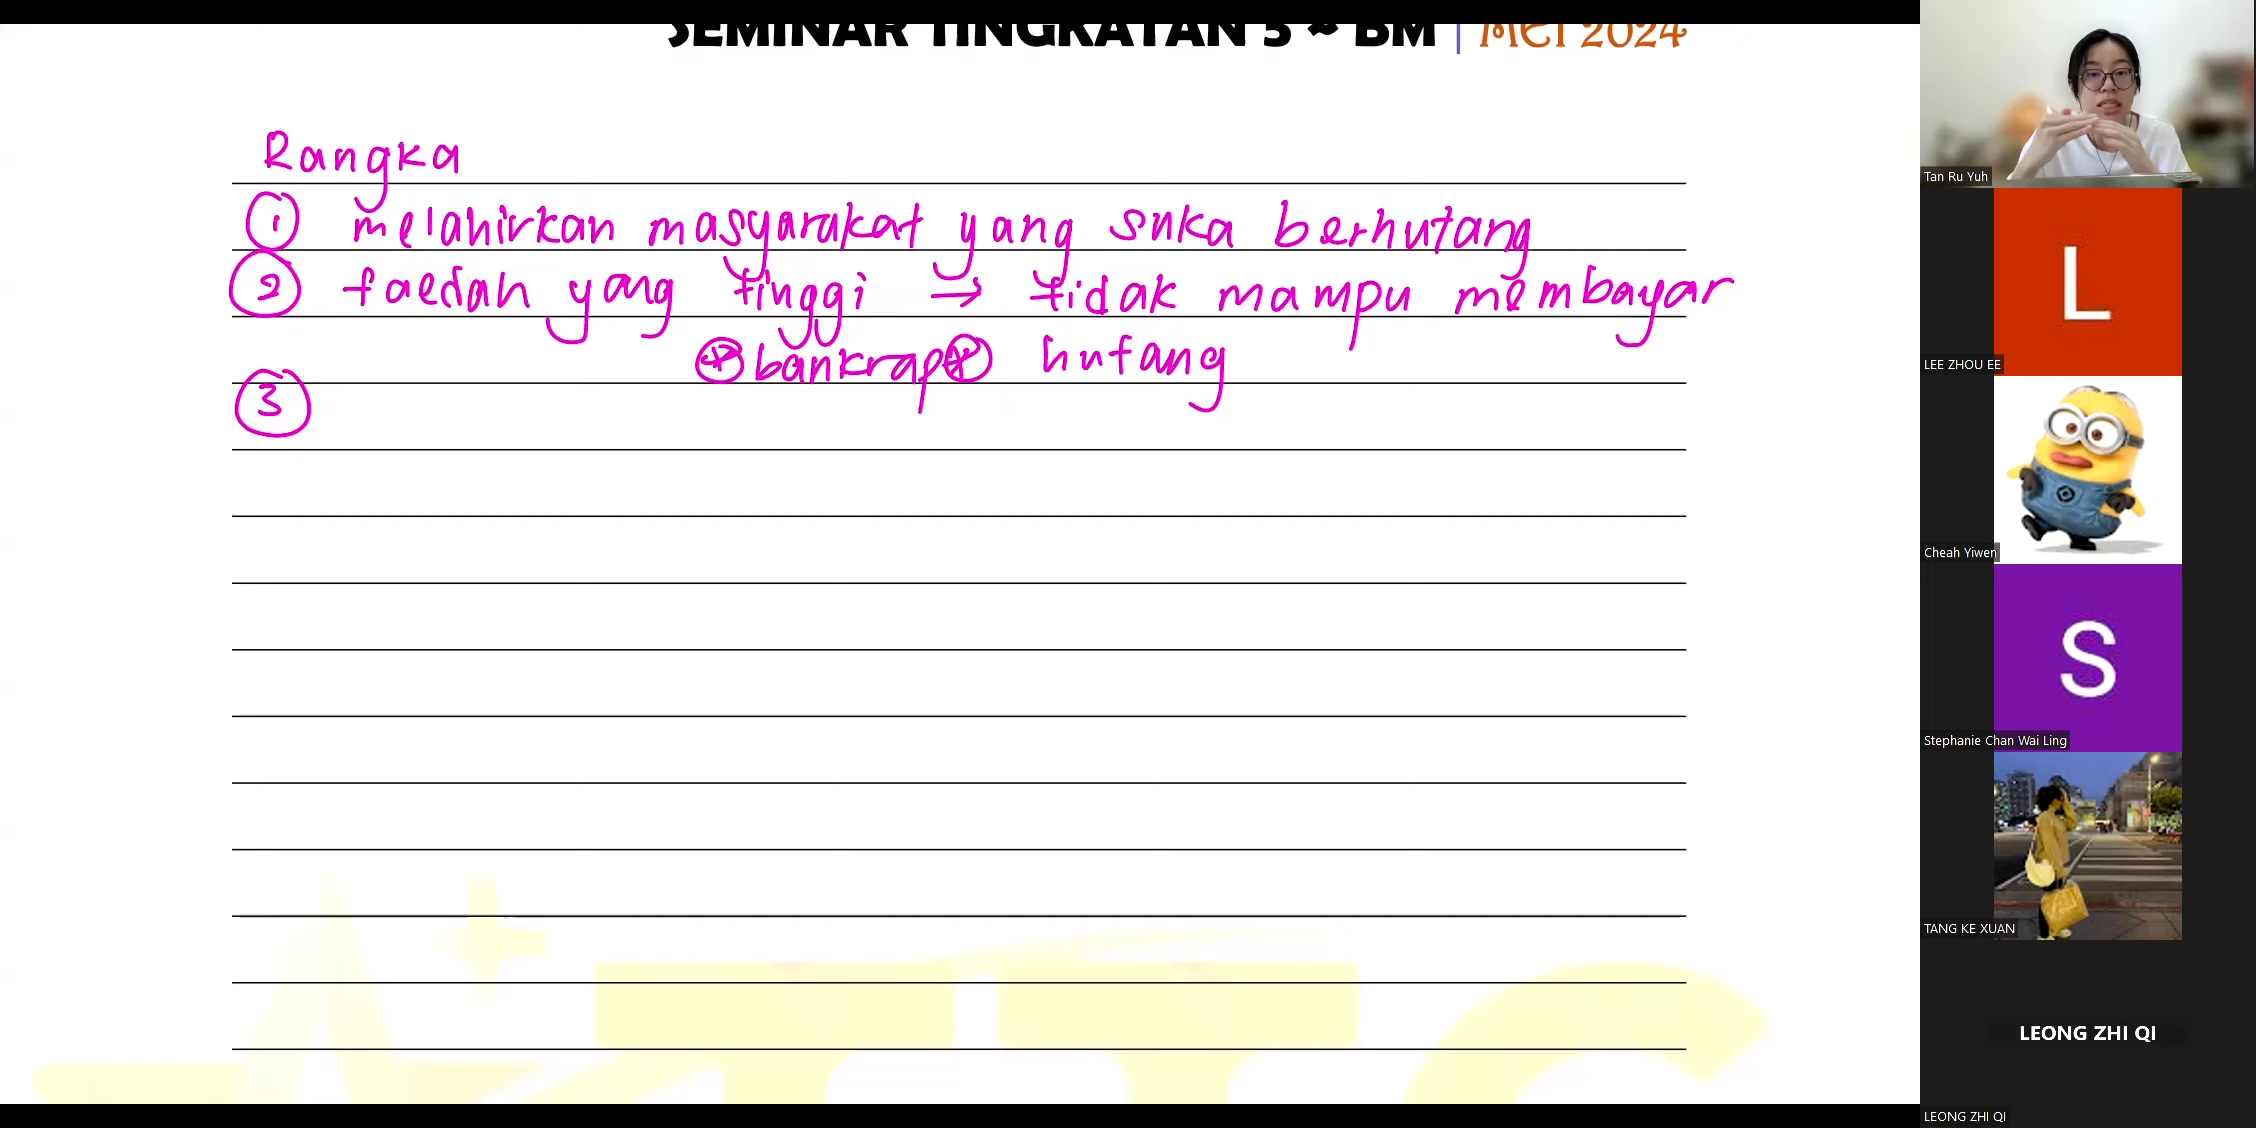 SEMINAR TINGKATAN 5 ~ BM | MEI 2024
Rangka
① melahirkan masyarakat yang suka berhutang
② faedah yang tinggi → tidak mampu membayar
⊛ bankrap ⊛ hutang
③
Tan Ru Yuh
L
LEE ZHOU EE
Cheah Yiwen
S
Stephanie Chan Wai Ling
TANG KE XUAN
LEONG ZHI QI
LEONG ZHI QI